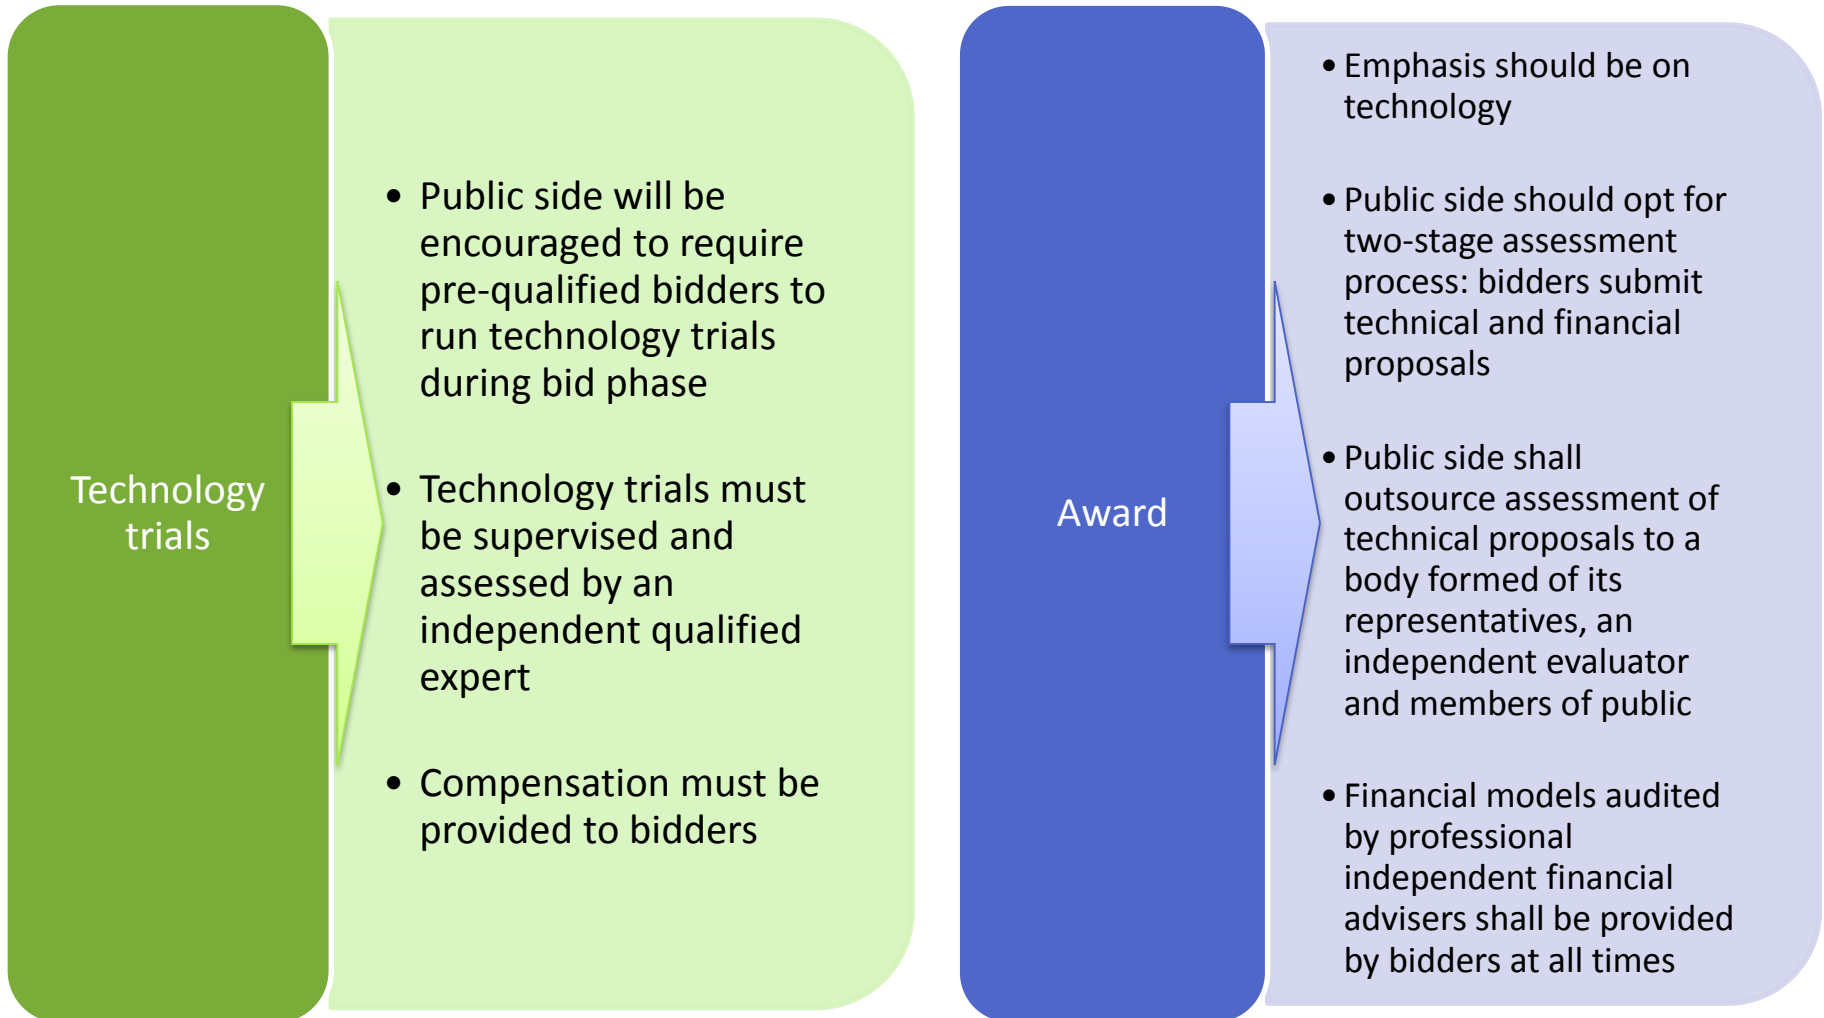 Technology
trials
• Public side will be
encouraged to require
pre-qualified bidders to
run technology trials
during bid phase
• Technology trials must
be supervised and
assessed by an
independent qualified
expert
• Compensation must be
provided to bidders
Award
• Emphasis should be on
technology
• Public side should opt for
two-stage assessment
process: bidders submit
technical and financial
proposals
• Public side shall
outsource assessment of
technical proposals to a
body formed of its
representatives, an
independent evaluator
and members of public
• Financial models audited
by professional
independent financial
advisers shall be provided
by bidders at all times